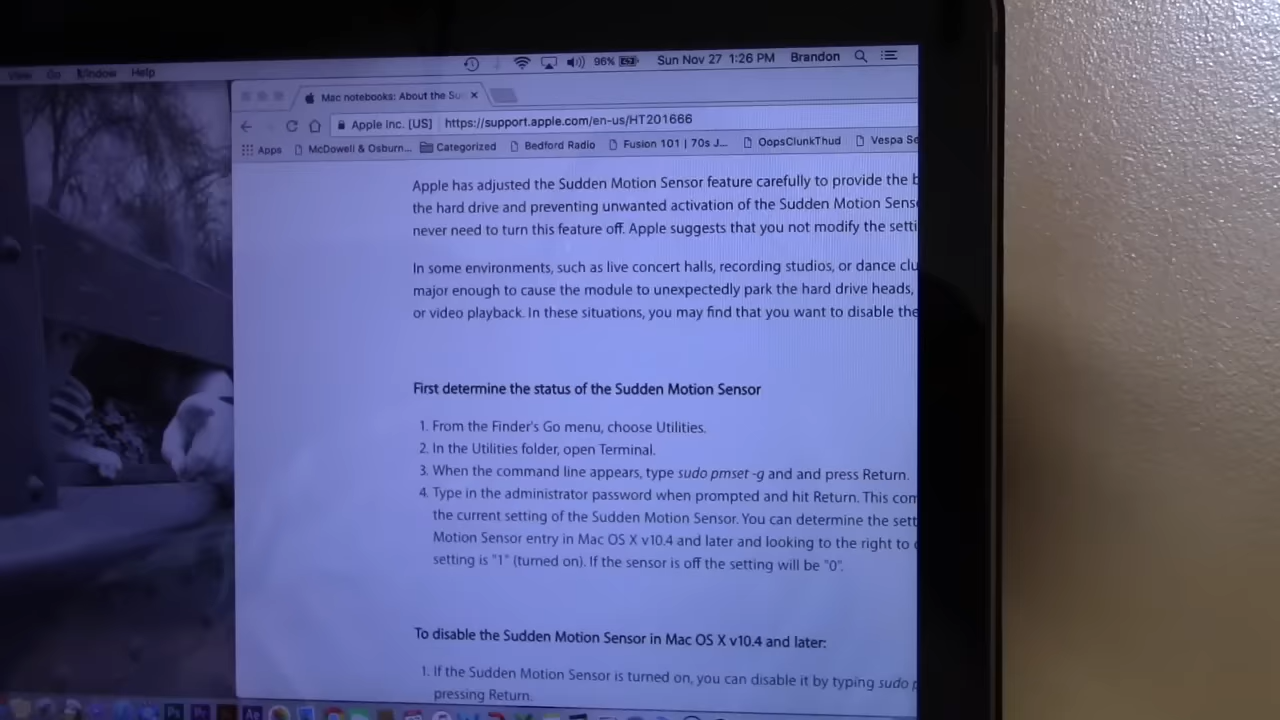 View Go Window Help 96% Sun Nov 27 1:26 PM Brandon
Mac notebooks: About the Su
Apple Inc. [US] https://support.apple.com/en-us/HT201666
Apps McDowell & Osburn... Categorized Bedford Radio Fusion 101 | 70s J... OopsClunkThud Vespa Se
Apple has adjusted the Sudden Motion Sensor feature carefully to provide the b
the hard drive and preventing unwanted activation of the Sudden Motion Sens
never need to turn this feature off. Apple suggests that you not modify the setti
In some environments, such as live concert halls, recording studios, or dance clu
major enough to cause the module to unexpectedly park the hard drive heads,
or video playback. In these situations, you may find that you want to disable the
First determine the status of the Sudden Motion Sensor
1. From the Finder's Go menu, choose Utilities.
2. In the Utilities folder, open Terminal.
3. When the command line appears, type sudo pmset -g and and press Return.
4. Type in the administrator password when prompted and hit Return. This com
the current setting of the Sudden Motion Sensor. You can determine the sett
Motion Sensor entry in Mac OS X v10.4 and later and looking to the right to
setting is "1" (turned on). If the sensor is off the setting will be "0".
To disable the Sudden Motion Sensor in Mac OS X v10.4 and later:
1. If the Sudden Motion Sensor is turned on, you can disable it by typing sudo p
pressing Return.